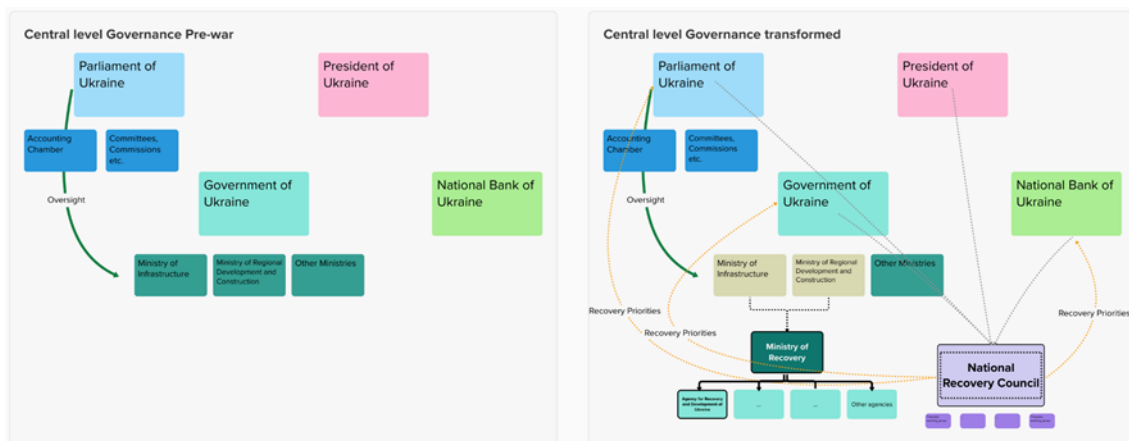 Central level Governance Pre-war
Parliament of
Ukraine
President of
Ukraine
Accounting
Chamber
Committees,
Commissions
etc.
Government of
Ukraine
National Bank of
Ukraine
Oversight
Ministry of
Infrastructure
Ministry of Regional
Development and
Construction
Other Ministries
Central level Governance transformed
Parliament of
Ukraine
President of
Ukraine
Accounting
Chamber
Committees,
Commissions
etc.
Government of
Ukraine
National Bank of
Ukraine
Oversight
Ministry of
Infrastructure
Ministry of Regional
Development and
Construction
Other Ministries
Recovery Priorities
Recovery Priorities
Recovery Priorities
Ministry of
Recovery
National
Recovery Council
Agency for Recovery
and Development of
Ukraine
...
...
Other agencies